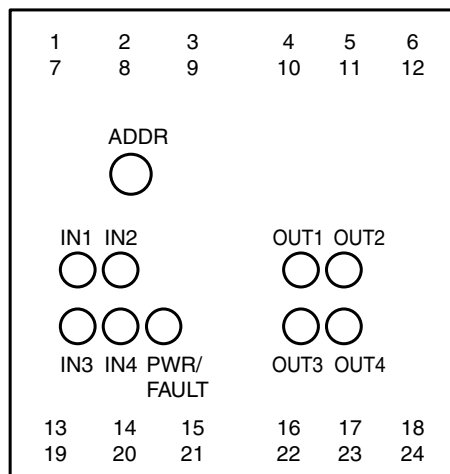 1 2 3 4 5 6
7 8 9 10 11 12
ADDR
IN1 IN2 OUT1 OUT2
IN3 IN4 PWR/ OUT3 OUT4
FAULT
13 14 15 16 17 18
19 20 21 22 23 24